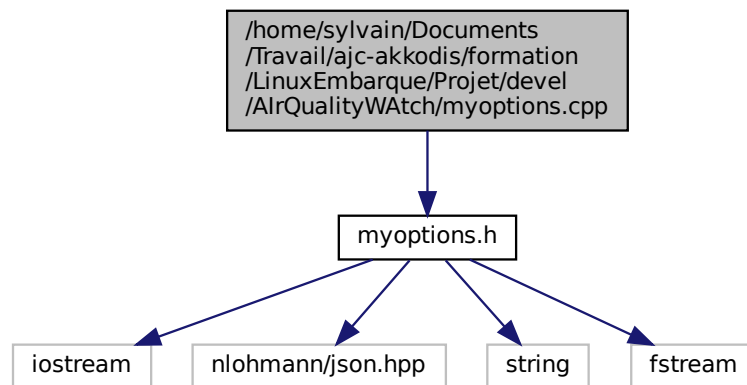 /home/sylvain/Documents
/Travail/ajc-akkodis/formation
/LinuxEmbarque/Projet/devel
/AIrQualityWAtch/myoptions.cpp
myoptions.h
iostream
nlohmann/json.hpp
string
fstream